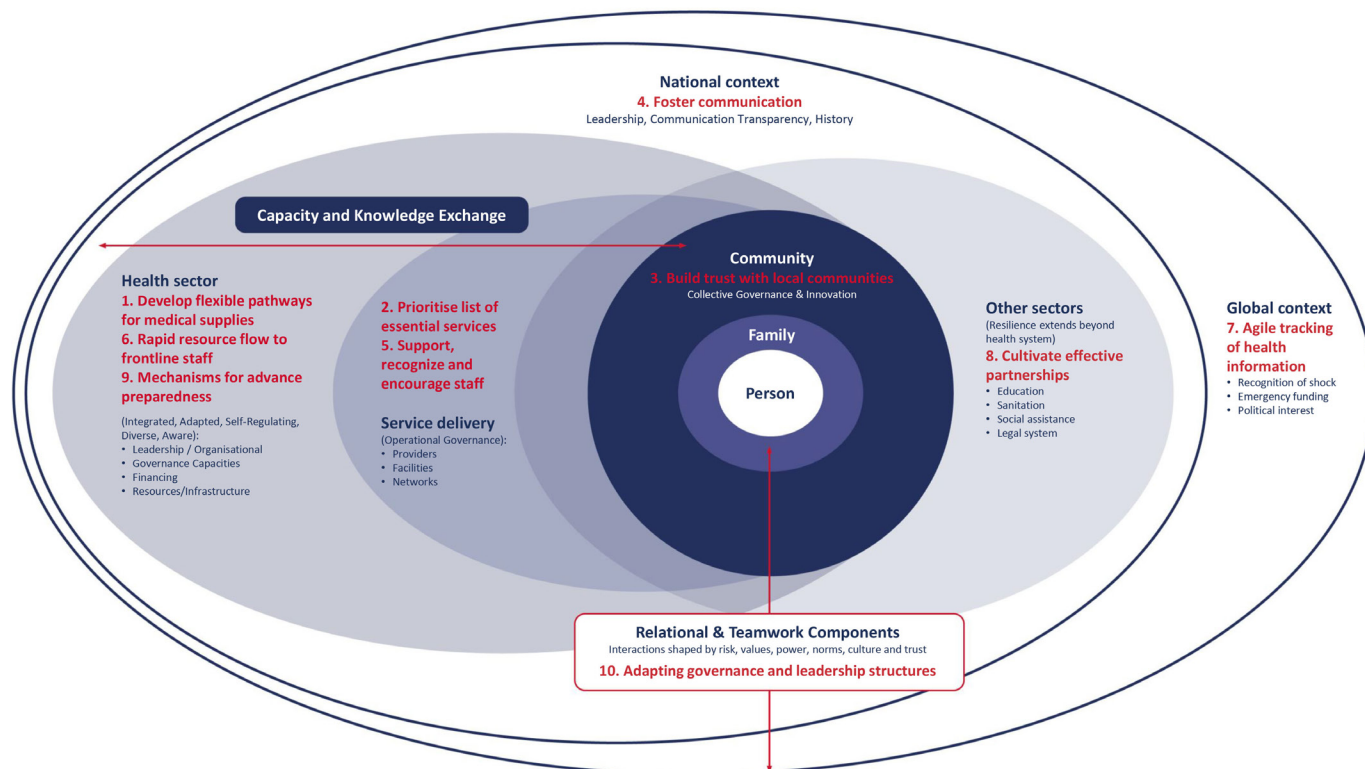 National context
4. Foster communication
Leadership, Communication Transparency, History
Capacity and Knowledge Exchange
Health sector
1. Develop flexible pathways
for medical supplies
6. Rapid resource flow to
frontline staff
9. Mechanisms for advance
preparedness
(Integrated, Adapted, Self-Regulating,
Diverse, Aware):
• Leadership / Organisational
• Governance Capacities
• Financing
• Resources/Infrastructure
2. Prioritise list of
essential services
5. Support,
recognize and
encourage staff
Service delivery
(Operational Governance):
• Providers
• Facilities
• Networks
Community
3. Build trust with local communities
Collective Governance & Innovation
Family
Person
Other sectors
(Resilience extends beyond
health system)
8. Cultivate effective
partnerships
• Education
• Sanitation
• Social assistance
• Legal system
Global context
7. Agile tracking
of health
information
• Recognition of shock
• Emergency funding
• Political interest
Relational & Teamwork Components
Interactions shaped by risk, values, power, norms, culture and trust
10. Adapting governance and leadership structures